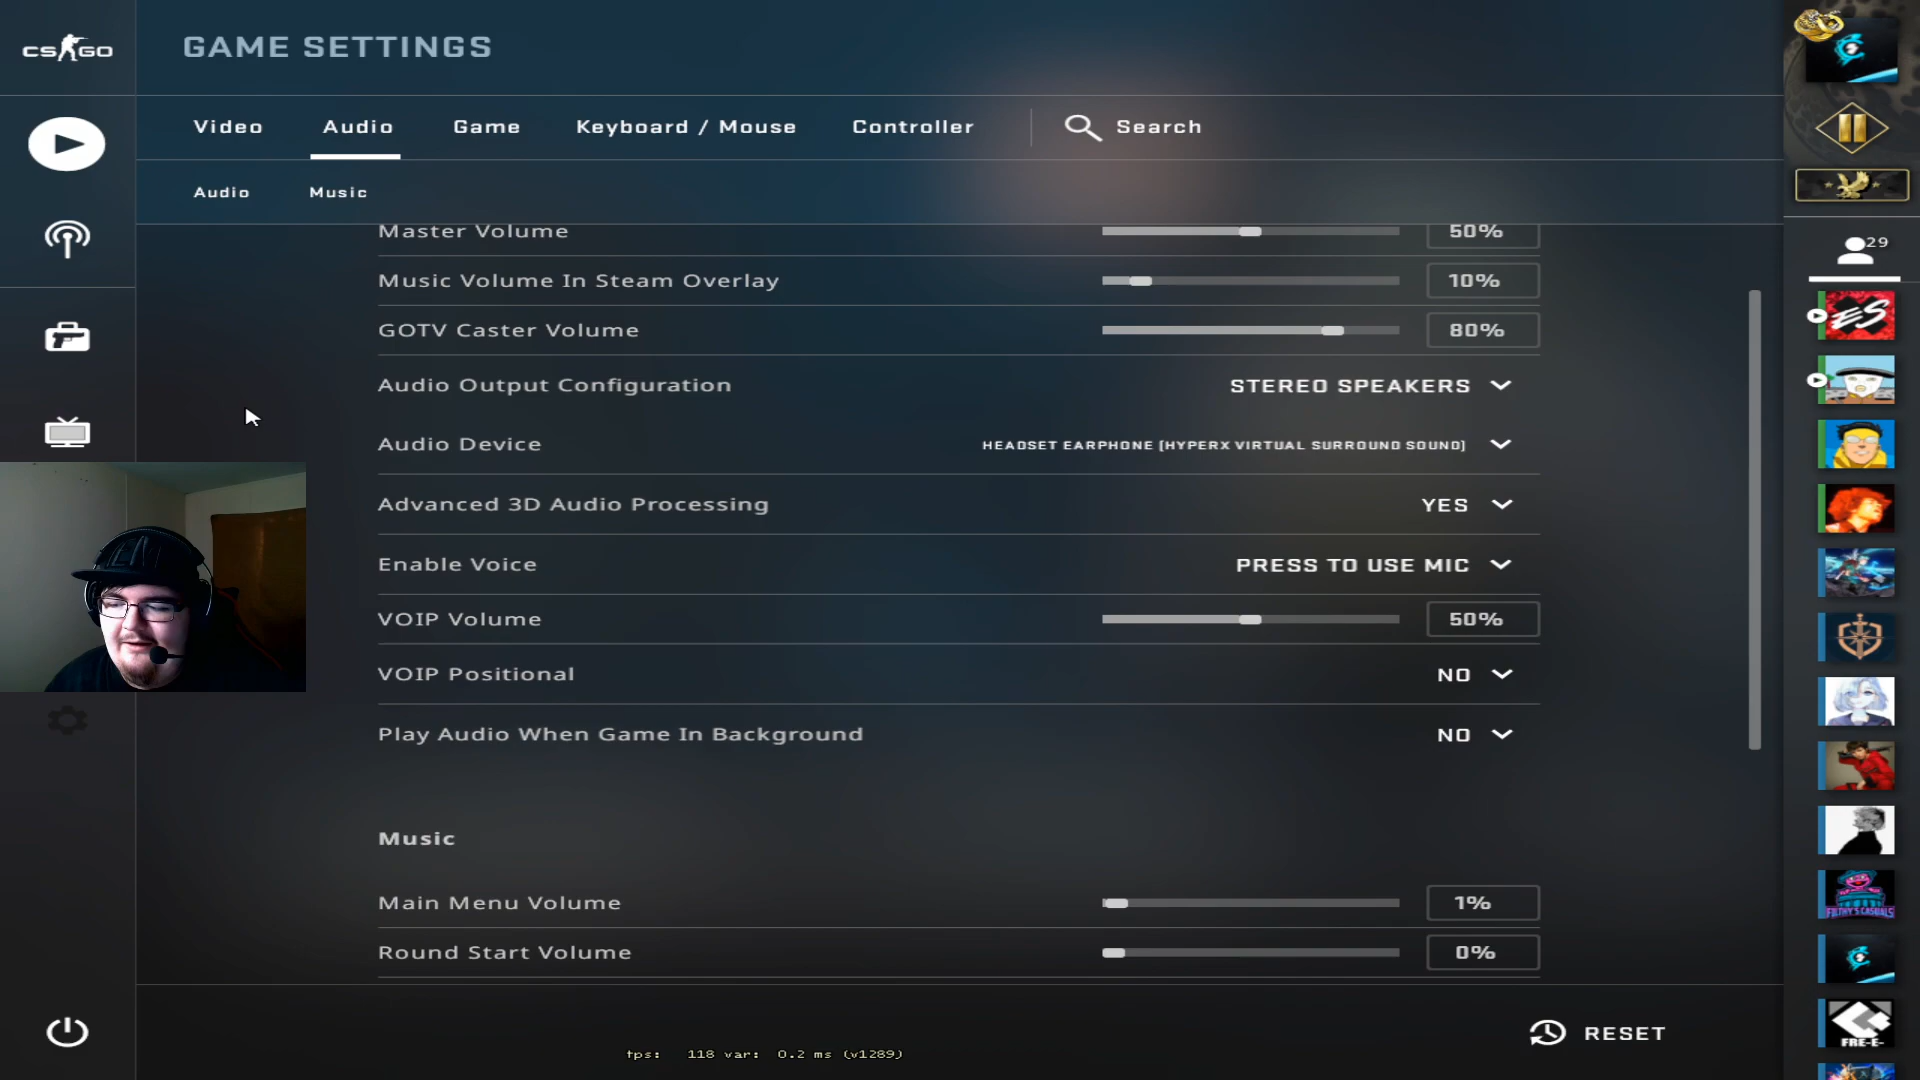 CS GO
GAME SETTINGS
Video Audio Game Keyboard / Mouse Controller Search
Audio Music
Master Volume 50%
Music Volume In Steam Overlay 10%
GOTV Caster Volume 80%
Audio Output Configuration STEREO SPEAKERS
Audio Device HEADSET EARPHONE (HYPERX VIRTUAL SURROUND SOUND)
Advanced 3D Audio Processing YES
Enable Voice PRESS TO USE MIC
VOIP Volume 50%
VOIP Positional NO
Play Audio When Game In Background NO
Music
Main Menu Volume 1%
Round Start Volume 0%
RESET
fps: 118 var: 0.2 ms (v1289)
29
ES
FILTHY'S CASUALS
FRE-E-